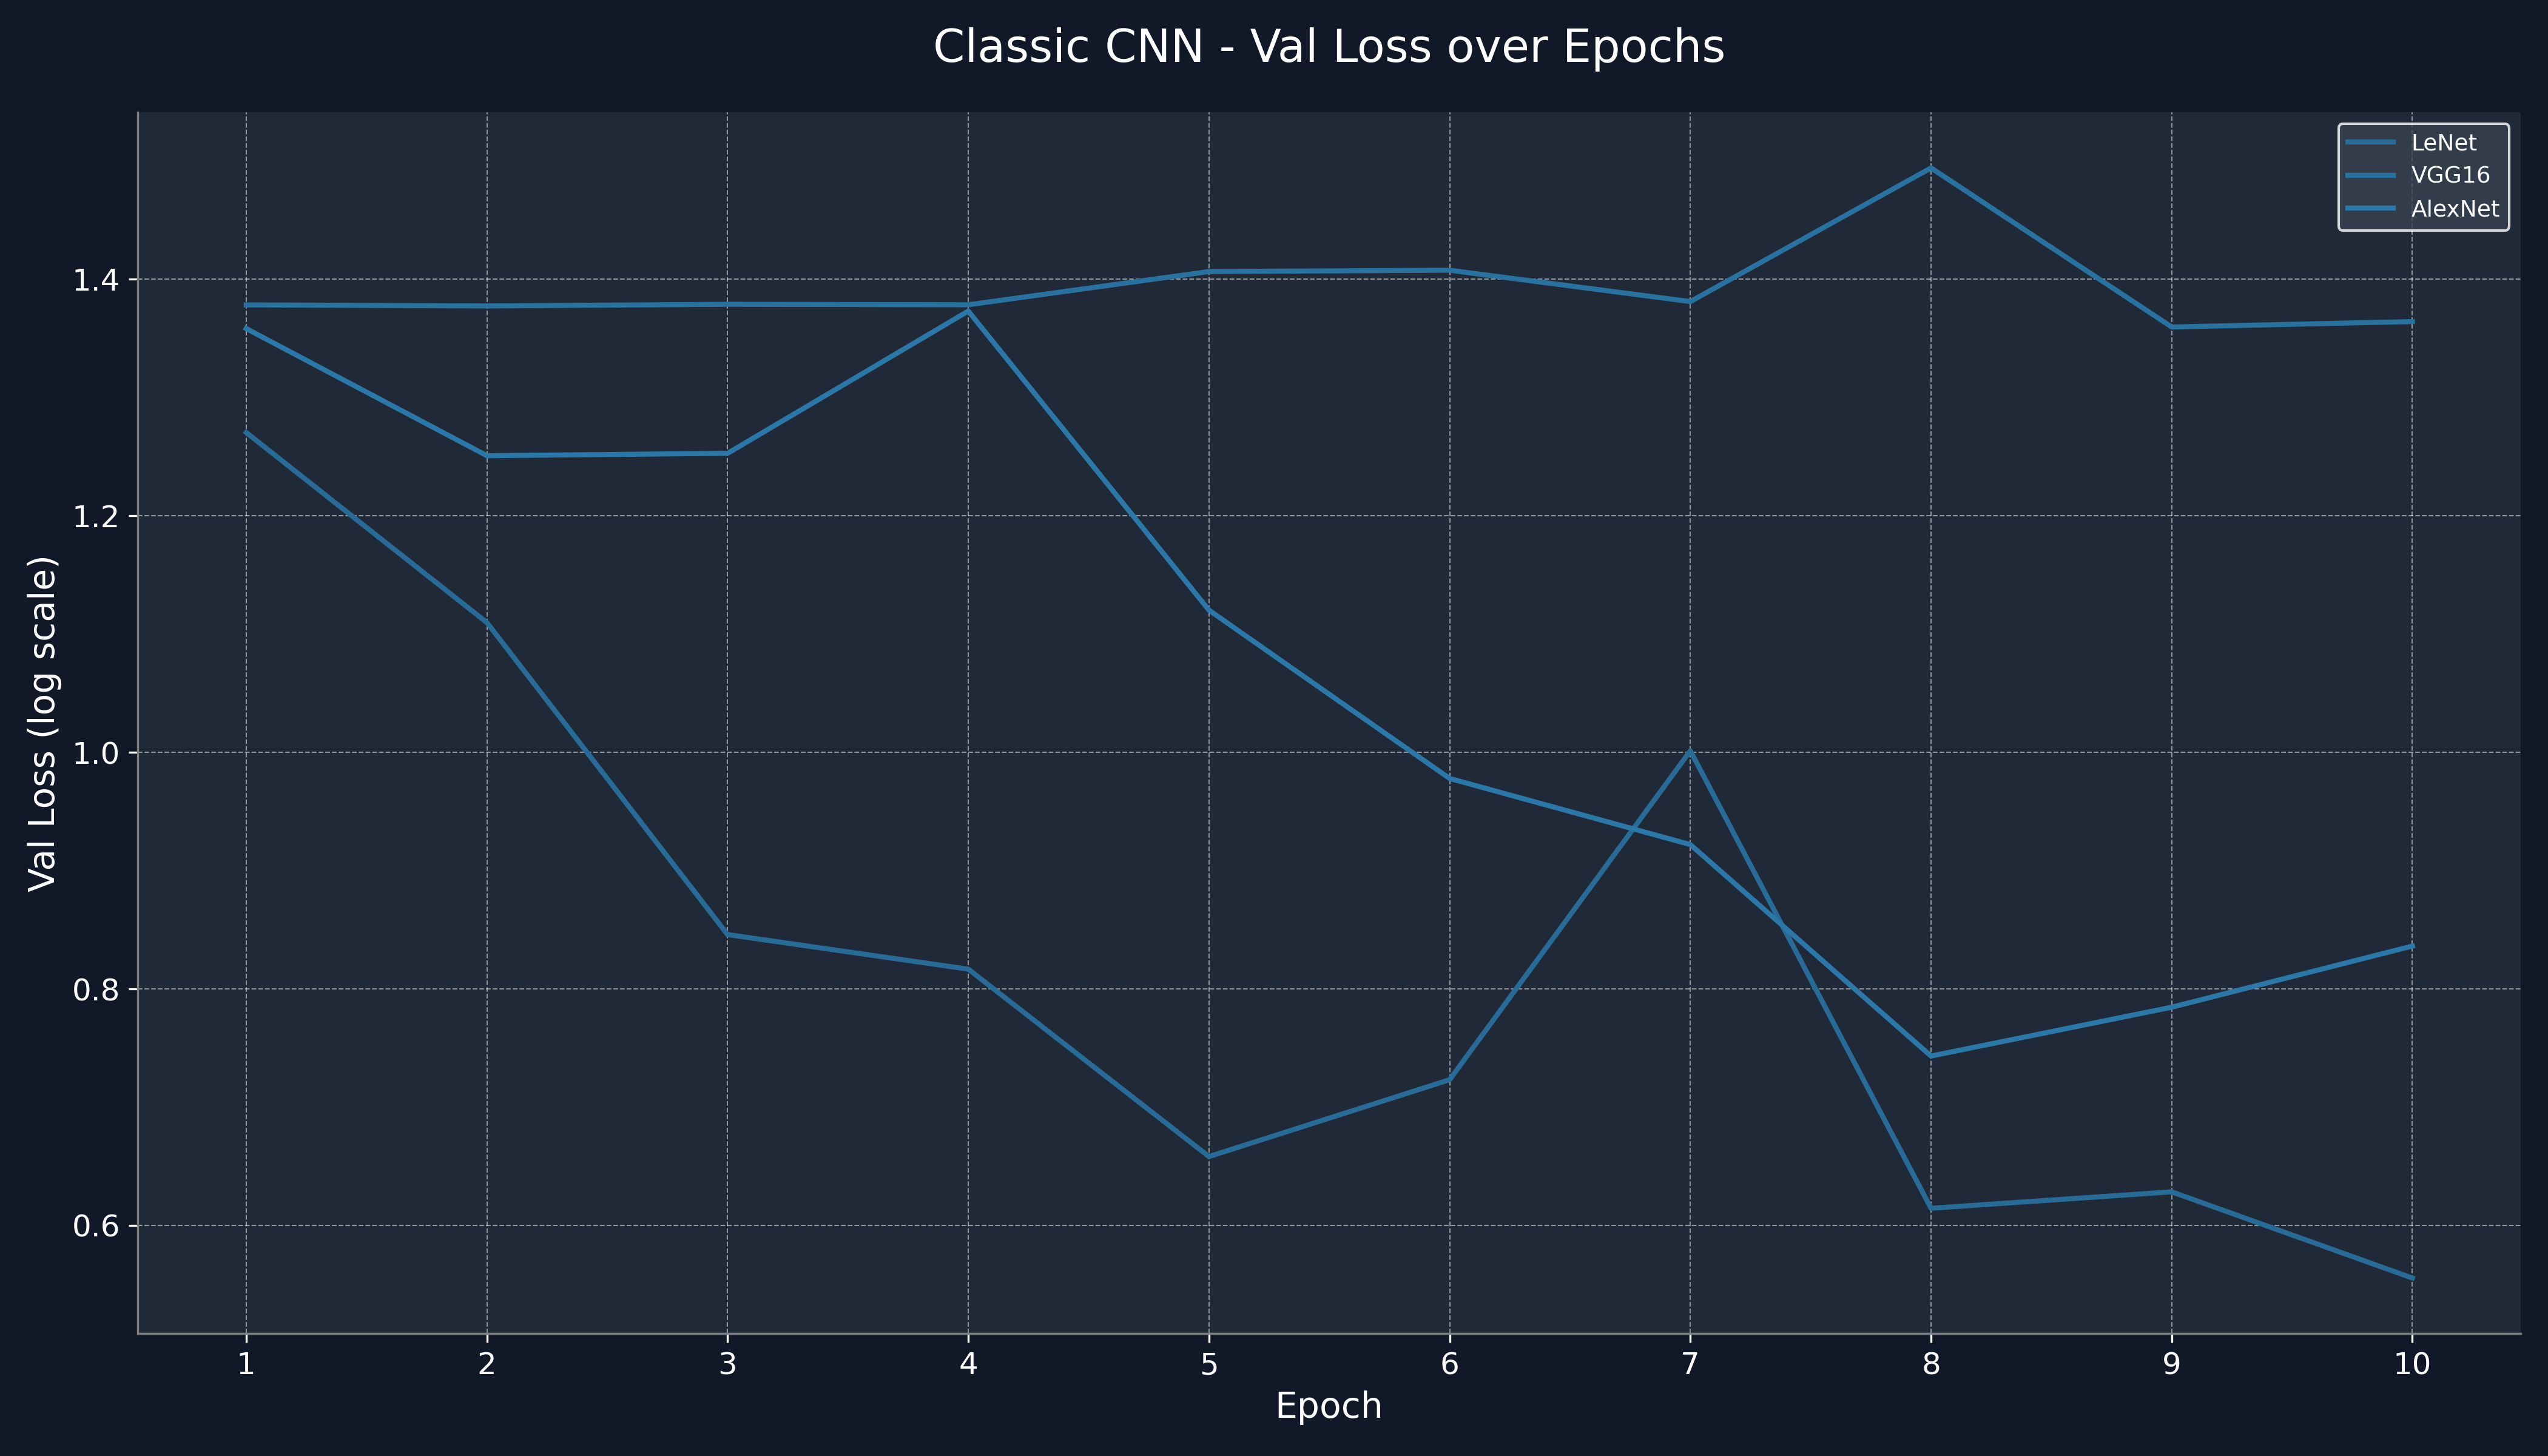 Classic CNN - Val Loss over Epochs
LeNet
VGG16
AlexNet
Val Loss (log scale)
1.4
1.2
1.0
0.8
0.6
1 2 3 4 5 6 7 8 9 10
Epoch